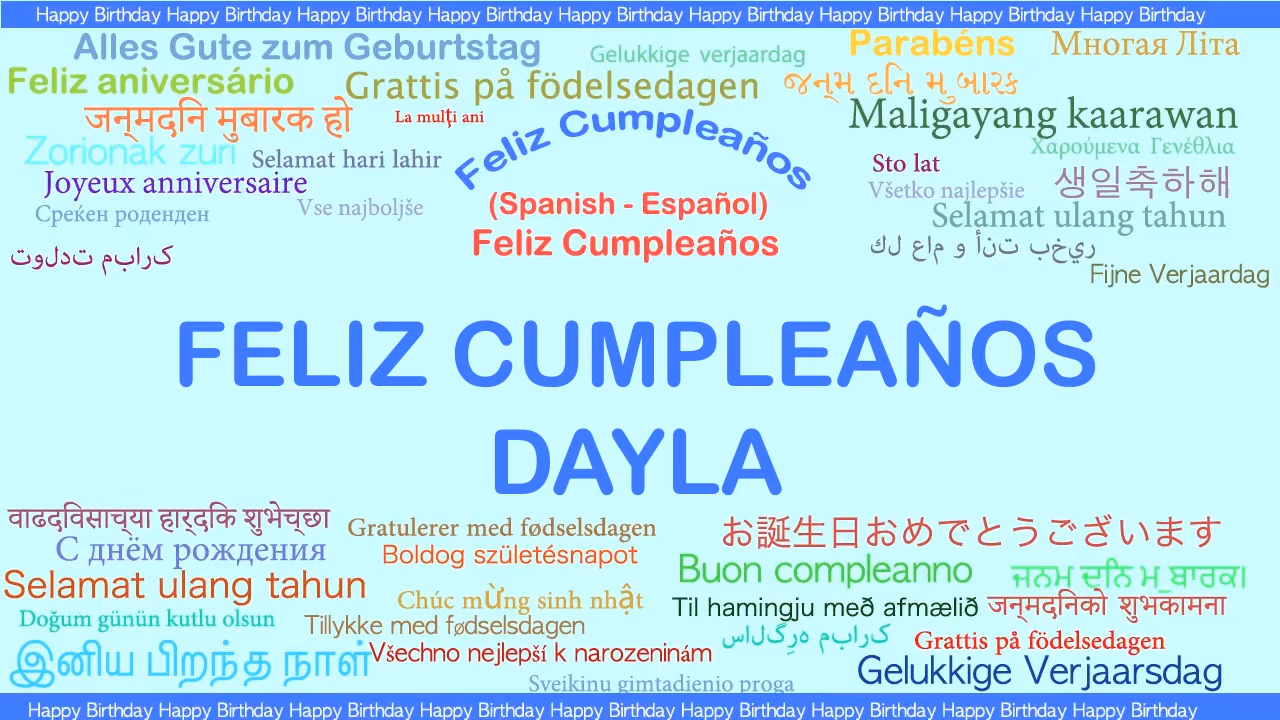 Happy Birthday Happy Birthday Happy Birthday Happy Birthday Happy Birthday Happy Birthday Happy Birthday Happy Birthday Happy Birthday
Alles Gute zum Geburtstag
Gelukkige verjaardag
Parabéns
Многая Літа
Feliz aniversário
Grattis på födelsedagen
જન્મ દિન મુબારક
जन्मदिन मुबारक हो
La mulţi ani
Feliz Cumpleaños
Maligayang kaarawan
Zorionak zuri
Selamat hari lahir
Sto lat
Χαρούμενα Γενέθλια
Joyeux anniversaire
Vse najboljše
(Spanish - Español)
Všetko najlepšie
생일축하해
Среќен роденден
Selamat ulang tahun
Feliz Cumpleaños
تولدت مبارک
كل عام و أنت بخير
Fijne Verjaardag
FELIZ CUMPLEAÑOS
DAYLA
वाढदिवसाच्या हार्दिक शुभेच्छा
Gratulerer med fødselsdagen
お誕生日おめでとうございます
С днём рождения
Boldog születésnapot
Buon compleanno
ਜਨਮ ਦਿਨ ਮੁਬਾਰਕ।
Selamat ulang tahun
Chúc mừng sinh nhật
Til hamingju með afmælið
जन्मदिनको शुभकामना
Doğum günün kutlu olsun
Tillykke med fødselsdagen
سالگرہ مبارک
Grattis på födelsedagen
இனிய பிறந்த நாள்
Všechno nejlepší k narozeninám
Gelukkige Verjaarsdag
Sveikinu gimtadienio proga
Happy Birthday Happy Birthday Happy Birthday Happy Birthday Happy Birthday Happy Birthday Happy Birthday Happy Birthday Happy Birthday